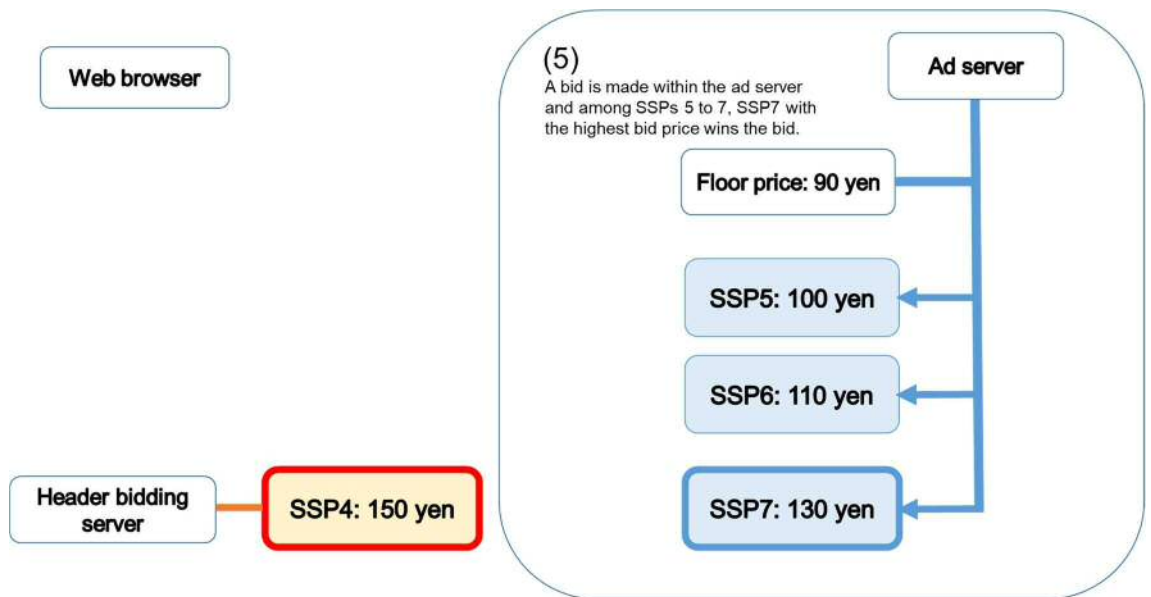 Web browser
(5)
A bid is made within the ad server
and among SSPs 5 to 7, SSP7 with
the highest bid price wins the bid.
Ad server
Floor price: 90 yen
SSP5: 100 yen
SSP6: 110 yen
Header bidding
server
SSP4: 150 yen
SSP7: 130 yen